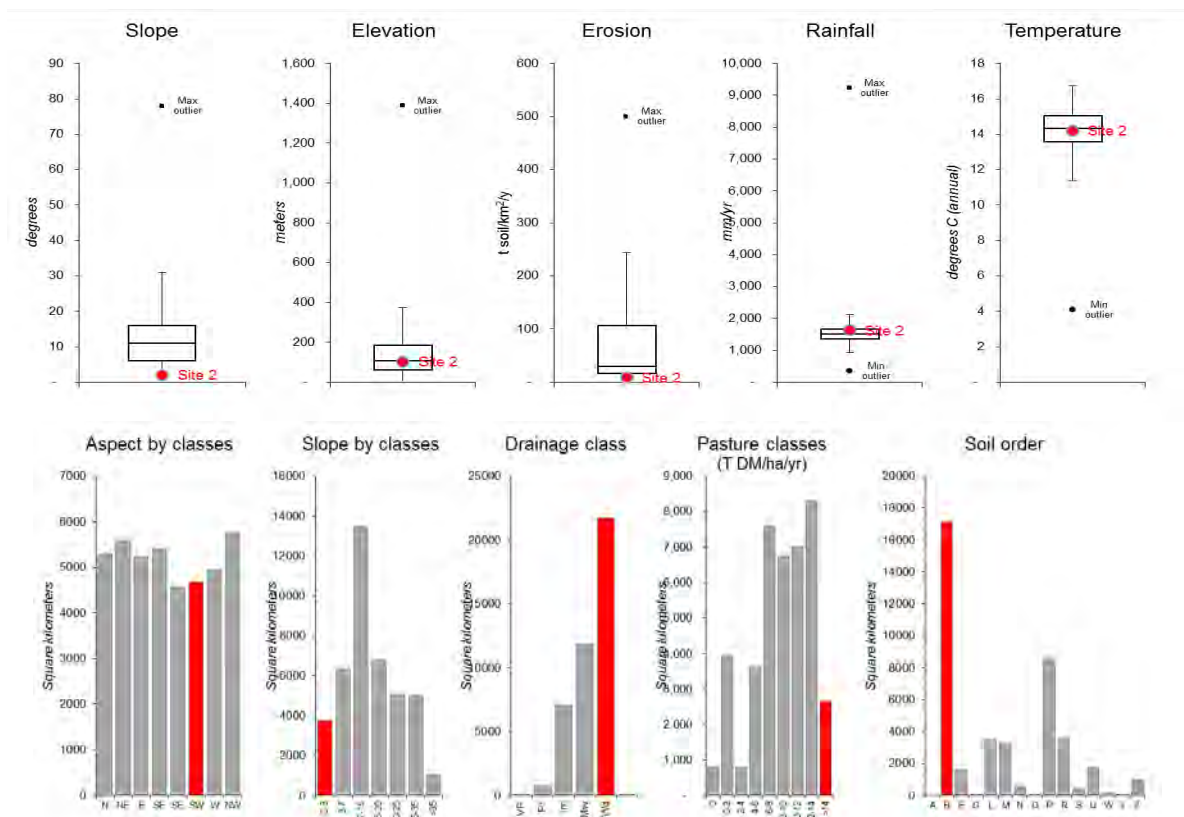 Slope
Elevation
Erosion
Rainfall
Temperature
degrees
90
80
70
60
50
40
30
20
10
-
Max
outlier
Site 2
meters
1,600
1,400
1,200
1,000
800
600
400
200
-
Max
outlier
Site 2
t soil/km²/y
600
500
400
300
200
100
-
Max
outlier
Site 2
mm/yr
10,000
9,000
8,000
7,000
6,000
5,000
4,000
3,000
2,000
1,000
-
Max
outlier
Site 2
Min
outlier
degrees C (annual)
18
16
14
12
10
8
6
4
2
-
Site 2
Min
outlier
Aspect by classes
Square kilometers
7000
6000
5000
4000
3000
2000
1000
0
N NE E SE SW W NW
Slope by classes
Square kilometers
16000
14000
12000
10000
8000
6000
4000
2000
0
Drainage class
Square kilometers
25000
20000
15000
10000
5000
0
Pasture classes
(T DM/ha/yr)
Square kilometers
9,000
8,000
7,000
6,000
5,000
4,000
3,000
2,000
1,000
-
0 0-2 2-4 4-6 6-8 >14
Soil order
Square kilometers
20000
18000
16000
14000
12000
10000
8000
6000
4000
2000
0
A B E L M N P R S U W